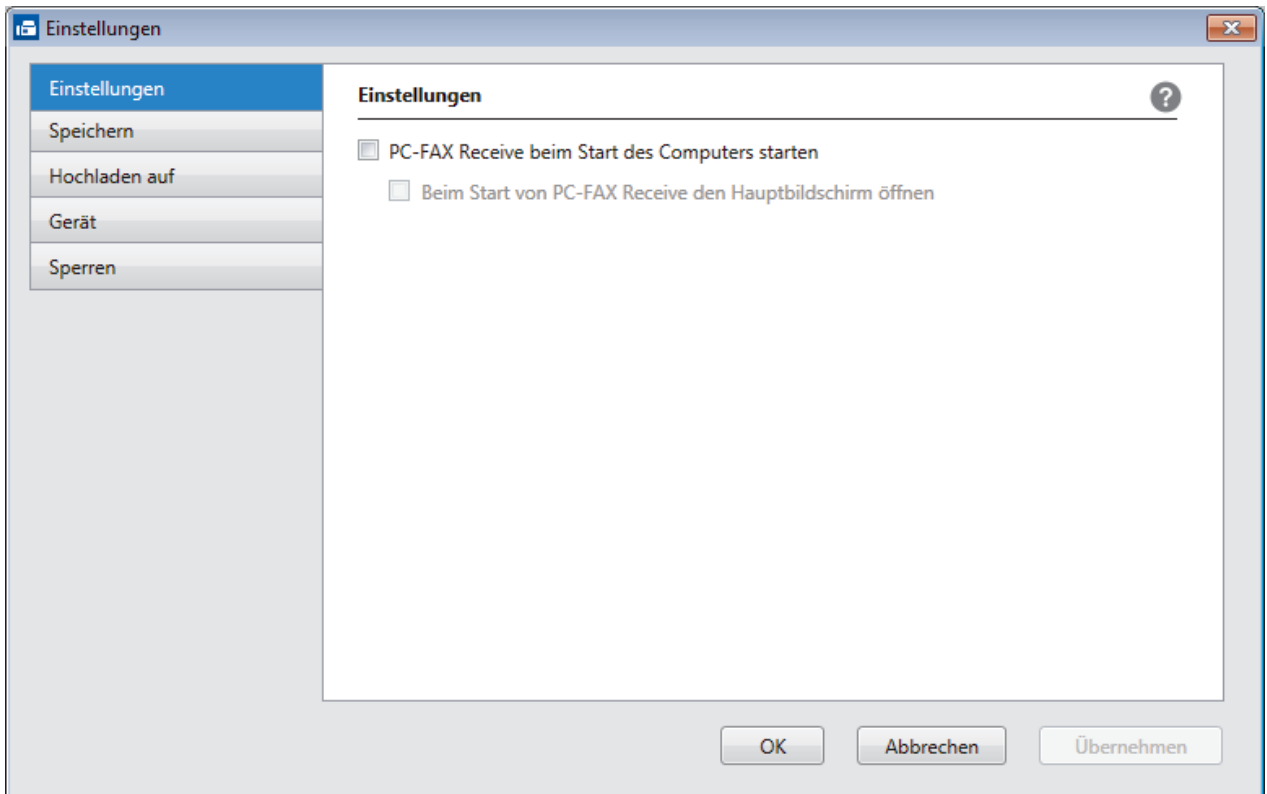 Einstellungen
Einstellungen
Speichern
Hochladen auf
Gerät
Sperren
Einstellungen
?
PC-FAX Receive beim Start des Computers starten
Beim Start von PC-FAX Receive den Hauptbildschirm öffnen
OK
Abbrechen
Übernehmen